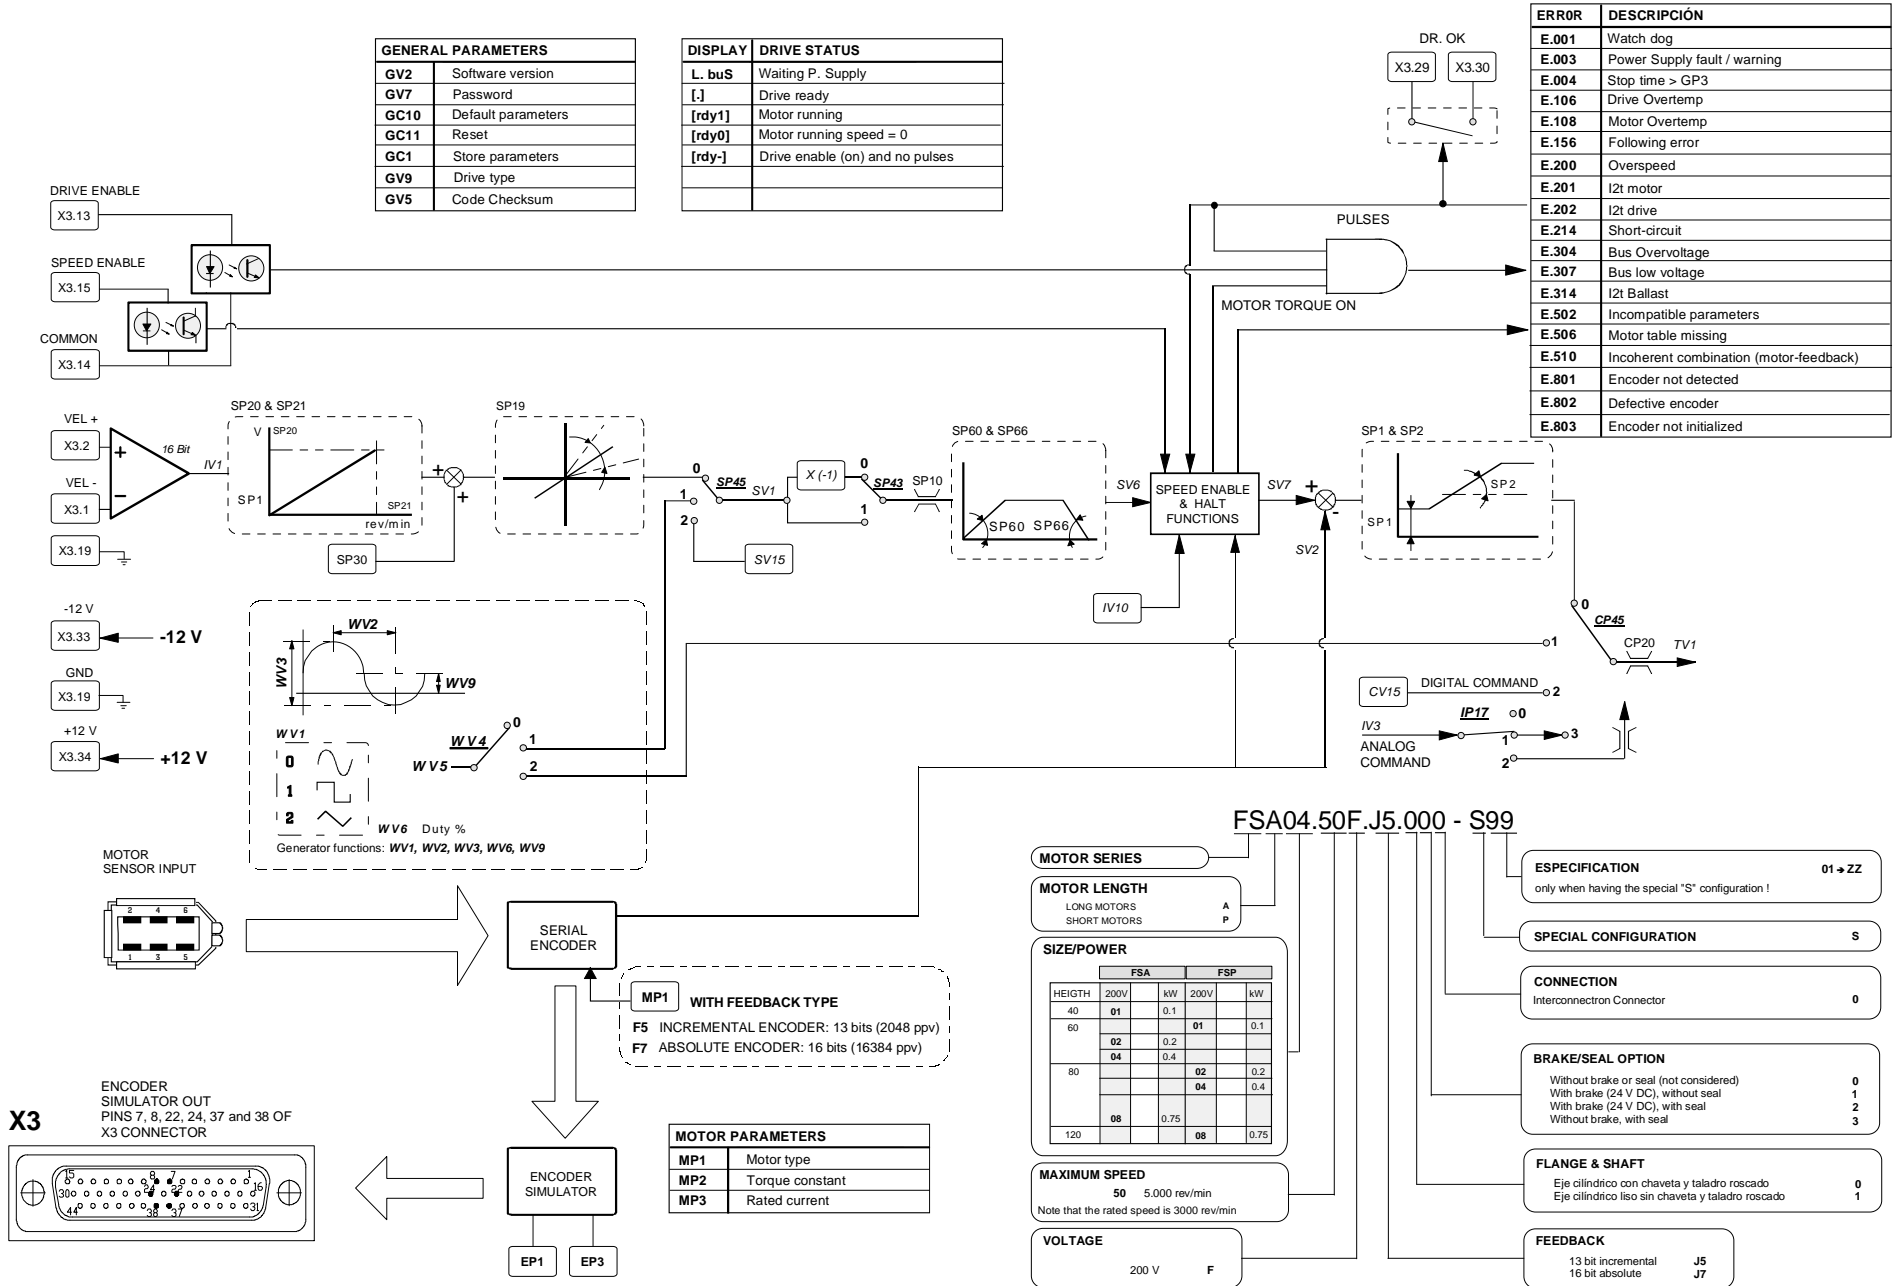 GENERAL PARAMETERS
GV2 Software version
GV7 Password
GC10 Default parameters
GC11 Reset
GC1 Store parameters
GV9 Drive type
GV5 Code Checksum
DISPLAY DRIVE STATUS
L. buS Waiting P. Supply
[.] Drive ready
[rdy1] Motor running
[rdy0] Motor running speed = 0
[rdy-] Drive enable (on) and no pulses
DR. OK
X3.29 X3.30
ERR0R DESCRIPCIÓN
E.001 Watch dog
E.003 Power Supply fault / warning
E.004 Stop time > GP3
E.106 Drive Overtemp
E.108 Motor Overtemp
E.156 Following error
E.200 Overspeed
E.201 I2t motor
E.202 I2t drive
E.214 Short-circuit
E.304 Bus Overvoltage
E.307 Bus low voltage
E.314 I2t Ballast
E.502 Incompatible parameters
E.506 Motor table missing
E.510 Incoherent combination (motor-feedback)
E.801 Encoder not detected
E.802 Defective encoder
E.803 Encoder not initialized
DRIVE ENABLE
X3.13
SPEED ENABLE
X3.15
COMMON
X3.14
PULSES
MOTOR TORQUE ON
VEL +
X3.2
VEL -
X3.1
X3.19
+
-
16 Bit
IV1
SP20 & SP21
V SP20
SP1
SP21
rev/min
+
+
SP30
SP19
0
1
2
SP45
SV1
SV15
X (-1)
0
SP43
1
SP10
SP60 & SP66
SP60 SP66
SV6
SPEED ENABLE
& HALT
FUNCTIONS
IV10
SV7
+
-
SV2
SP1 & SP2
SP2
SP1
0
CP45
1
CP20
TV1
CV15
DIGITAL COMMAND
2
IP17
0
IV3
1
3
ANALOG
COMMAND
2
-12 V
X3.33 -12 V
GND
X3.19
+12 V
X3.34 +12 V
WV2
WV3
WV9
WV1
0
1
2
WV4
WV5
0
1
2
WV6 Duty %
Generator functions: WV1, WV2, WV3, WV6, WV9
MOTOR
SENSOR INPUT
2 4 6
1 3 5
SERIAL
ENCODER
MP1 WITH FEEDBACK TYPE
F5 INCREMENTAL ENCODER: 13 bits (2048 ppv)
F7 ABSOLUTE ENCODER: 16 bits (16384 ppv)
X3
ENCODER
SIMULATOR OUT
PINS 7, 8, 22, 24, 37 and 38 OF
X3 CONNECTOR
15 8 7 1
30 24 22 16
44 38 37 31
ENCODER
SIMULATOR
EP1 EP3
MOTOR PARAMETERS
MP1 Motor type
MP2 Torque constant
MP3 Rated current
FSA04.50F.J5.000 - S99
MOTOR SERIES
MOTOR LENGTH
LONG MOTORS A
SHORT MOTORS P
SIZE/POWER
FSA FSP
HEIGTH 200V kW 200V kW
40 01 0.1
60 01 0.1
02 0.2
04 0.4
80 02 0.2
04 0.4
08 0.75
120 08 0.75
MAXIMUM SPEED
50 5.000 rev/min
Note that the rated speed is 3000 rev/min
VOLTAGE
200 V F
ESPECIFICATION 01 → ZZ
only when having the special "S" configuration !
SPECIAL CONFIGURATION S
CONNECTION
Interconnectron Connector 0
BRAKE/SEAL OPTION
Without brake or seal (not considered) 0
With brake (24 V DC), without seal 1
With brake (24 V DC), with seal 2
Without brake, with seal 3
FLANGE & SHAFT
Eje cilíndrico con chaveta y taladro roscado 0
Eje cilíndrico liso sin chaveta y taladro roscado 1
FEEDBACK
13 bit incremental J5
16 bit absolute J7